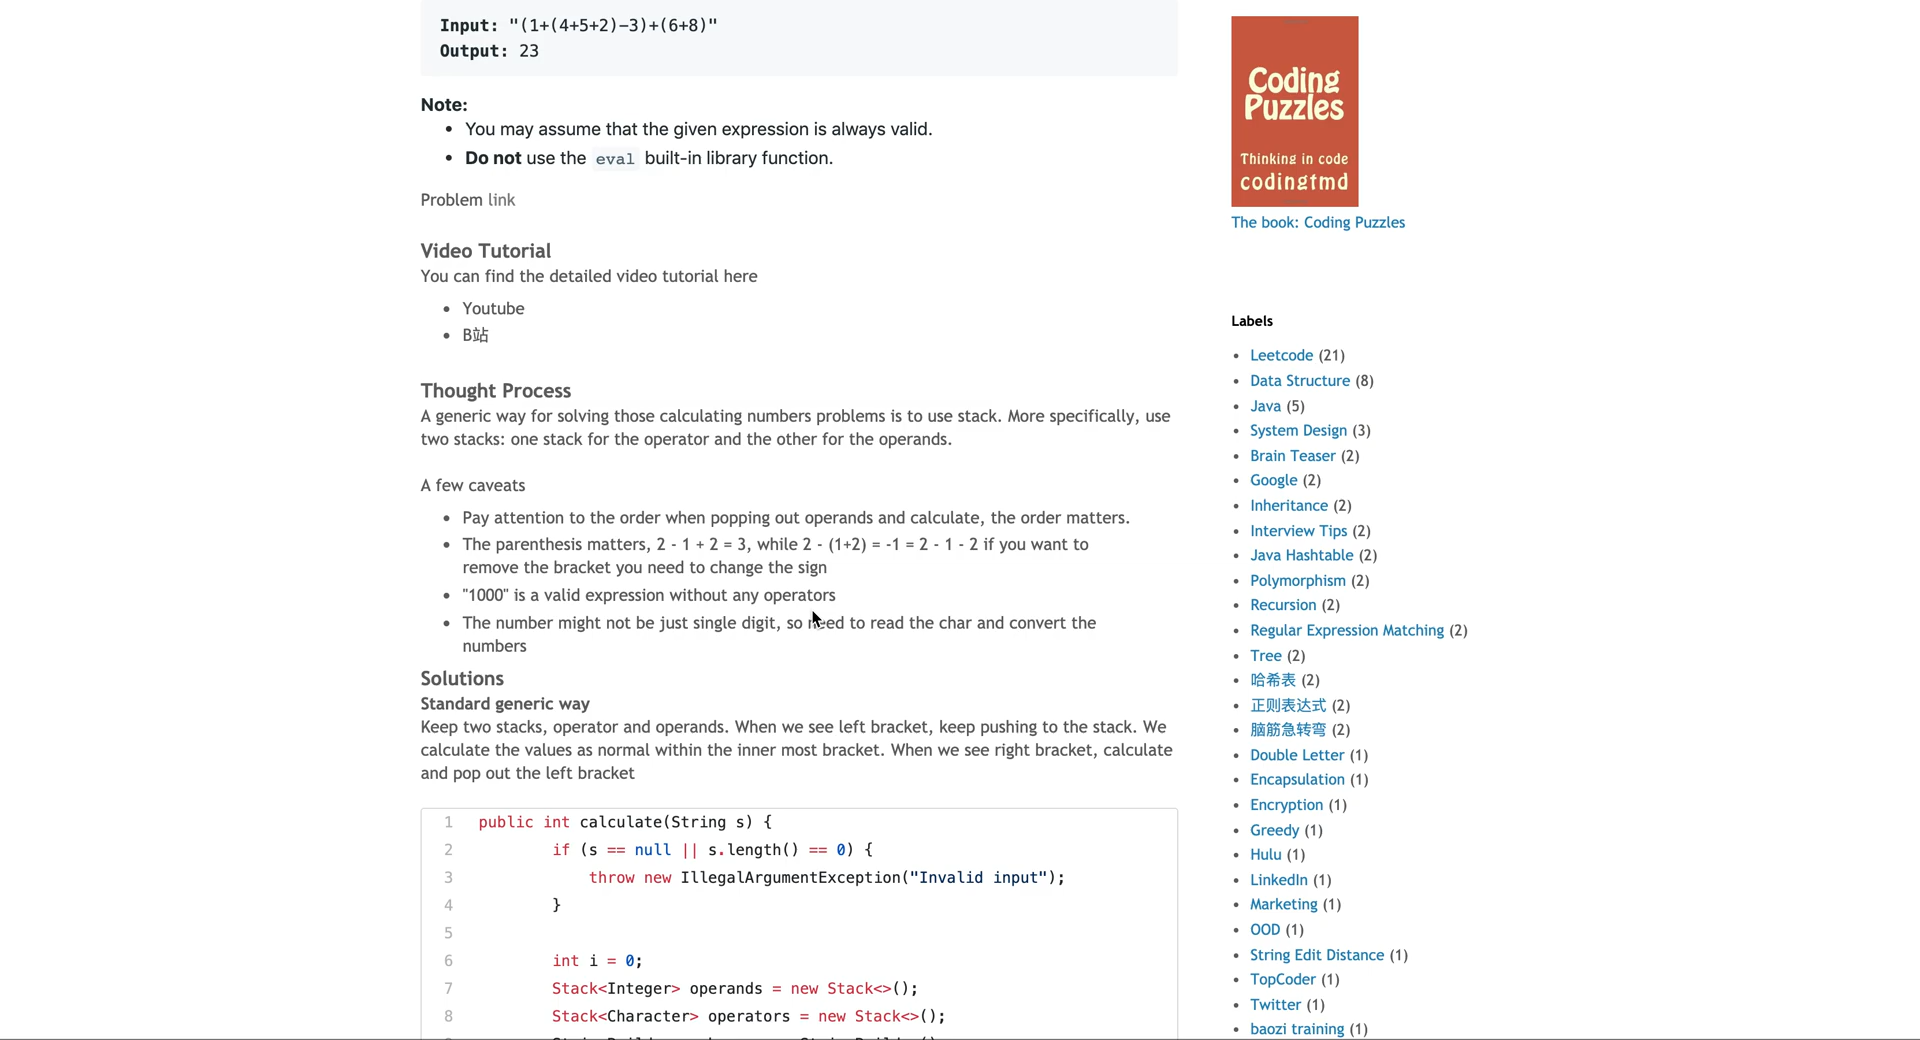 Input: "(1+(4+5+2)-3)+(6+8)"
Output: 23
Note:
• You may assume that the given expression is always valid.
• Do not use the eval built-in library function.
Problem link
Video Tutorial
You can find the detailed video tutorial here
• Youtube
• B站
Thought Process
A generic way for solving those calculating numbers problems is to use stack. More specifically, use
two stacks: one stack for the operator and the other for the operands.
A few caveats
• Pay attention to the order when popping out operands and calculate, the order matters.
• The parenthesis matters, 2 - 1 + 2 = 3, while 2 - (1+2) = -1 = 2 - 1 - 2 if you want to
remove the bracket you need to change the sign
• "1000" is a valid expression without any operators
• The number might not be just single digit, so need to read the char and convert the
numbers
Solutions
Standard generic way
Keep two stacks, operator and operands. When we see left bracket, keep pushing to the stack. We
calculate the values as normal within the inner most bracket. When we see right bracket, calculate
and pop out the left bracket
1 public int calculate(String s) {
2 if (s == null || s.length() == 0) {
3 throw new IllegalArgumentException("Invalid input");
4 }
5
6 int i = 0;
7 Stack<Integer> operands = new Stack<>();
8 Stack<Character> operators = new Stack<>();
Coding
Puzzles
Thinking in code
codingtmd
The book: Coding Puzzles
Labels
• Leetcode (21)
• Data Structure (8)
• Java (5)
• System Design (3)
• Brain Teaser (2)
• Google (2)
• Inheritance (2)
• Interview Tips (2)
• Java Hashtable (2)
• Polymorphism (2)
• Recursion (2)
• Regular Expression Matching (2)
• Tree (2)
• 哈希表 (2)
• 正则表达式 (2)
• 脑筋急转弯 (2)
• Double Letter (1)
• Encapsulation (1)
• Encryption (1)
• Greedy (1)
• Hulu (1)
• LinkedIn (1)
• Marketing (1)
• OOD (1)
• String Edit Distance (1)
• TopCoder (1)
• Twitter (1)
• baozi training (1)